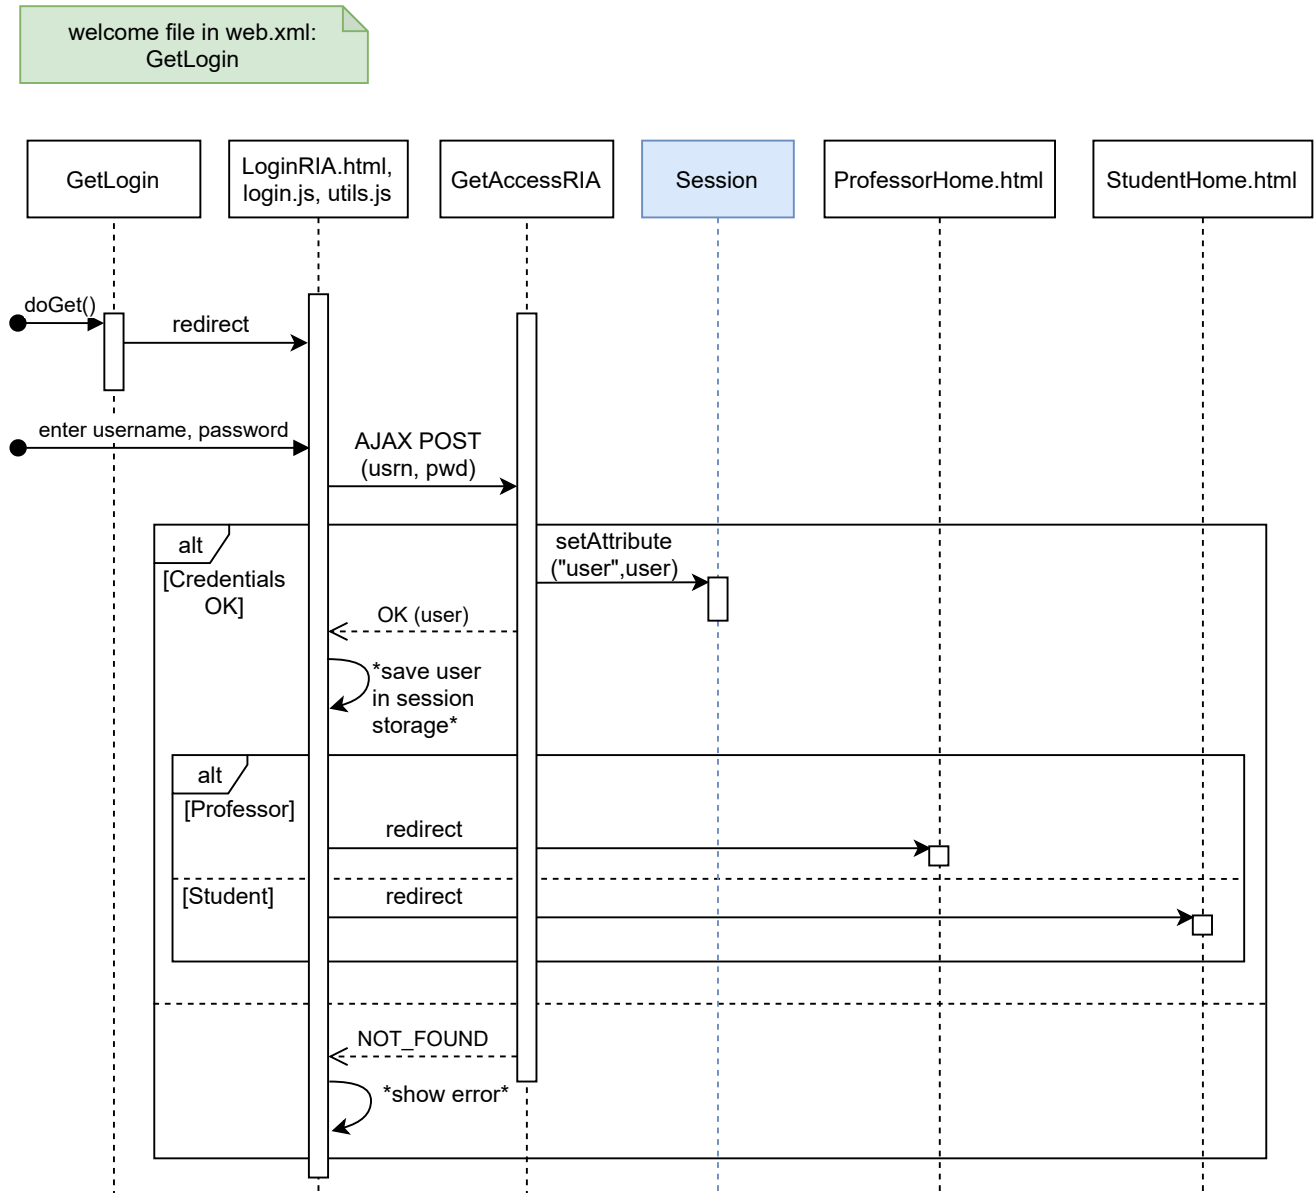 welcome file in web.xml:
GetLogin
GetLogin
LoginRIA.html,
login.js, utils.js
GetAccessRIA
Session
ProfessorHome.html
StudentHome.html
doGet()
redirect
enter username, password
AJAX POST
(usrn, pwd)
alt
[Credentials
OK]
setAttribute
("user",user)
OK (user)
*save user
in session
storage*
alt
[Professor]
redirect
[Student]
redirect
NOT_FOUND
*show error*